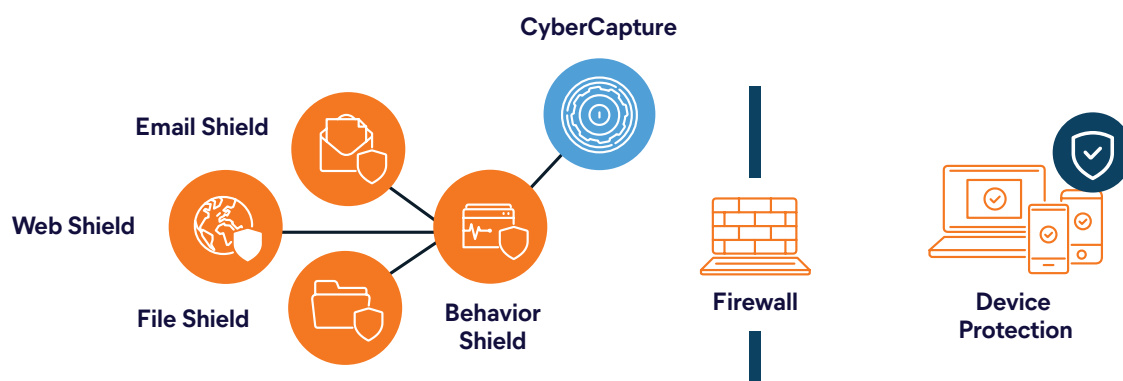 CyberCapture
Email Shield
Web Shield
File Shield
Behavior
Shield
Firewall
Device
Protection